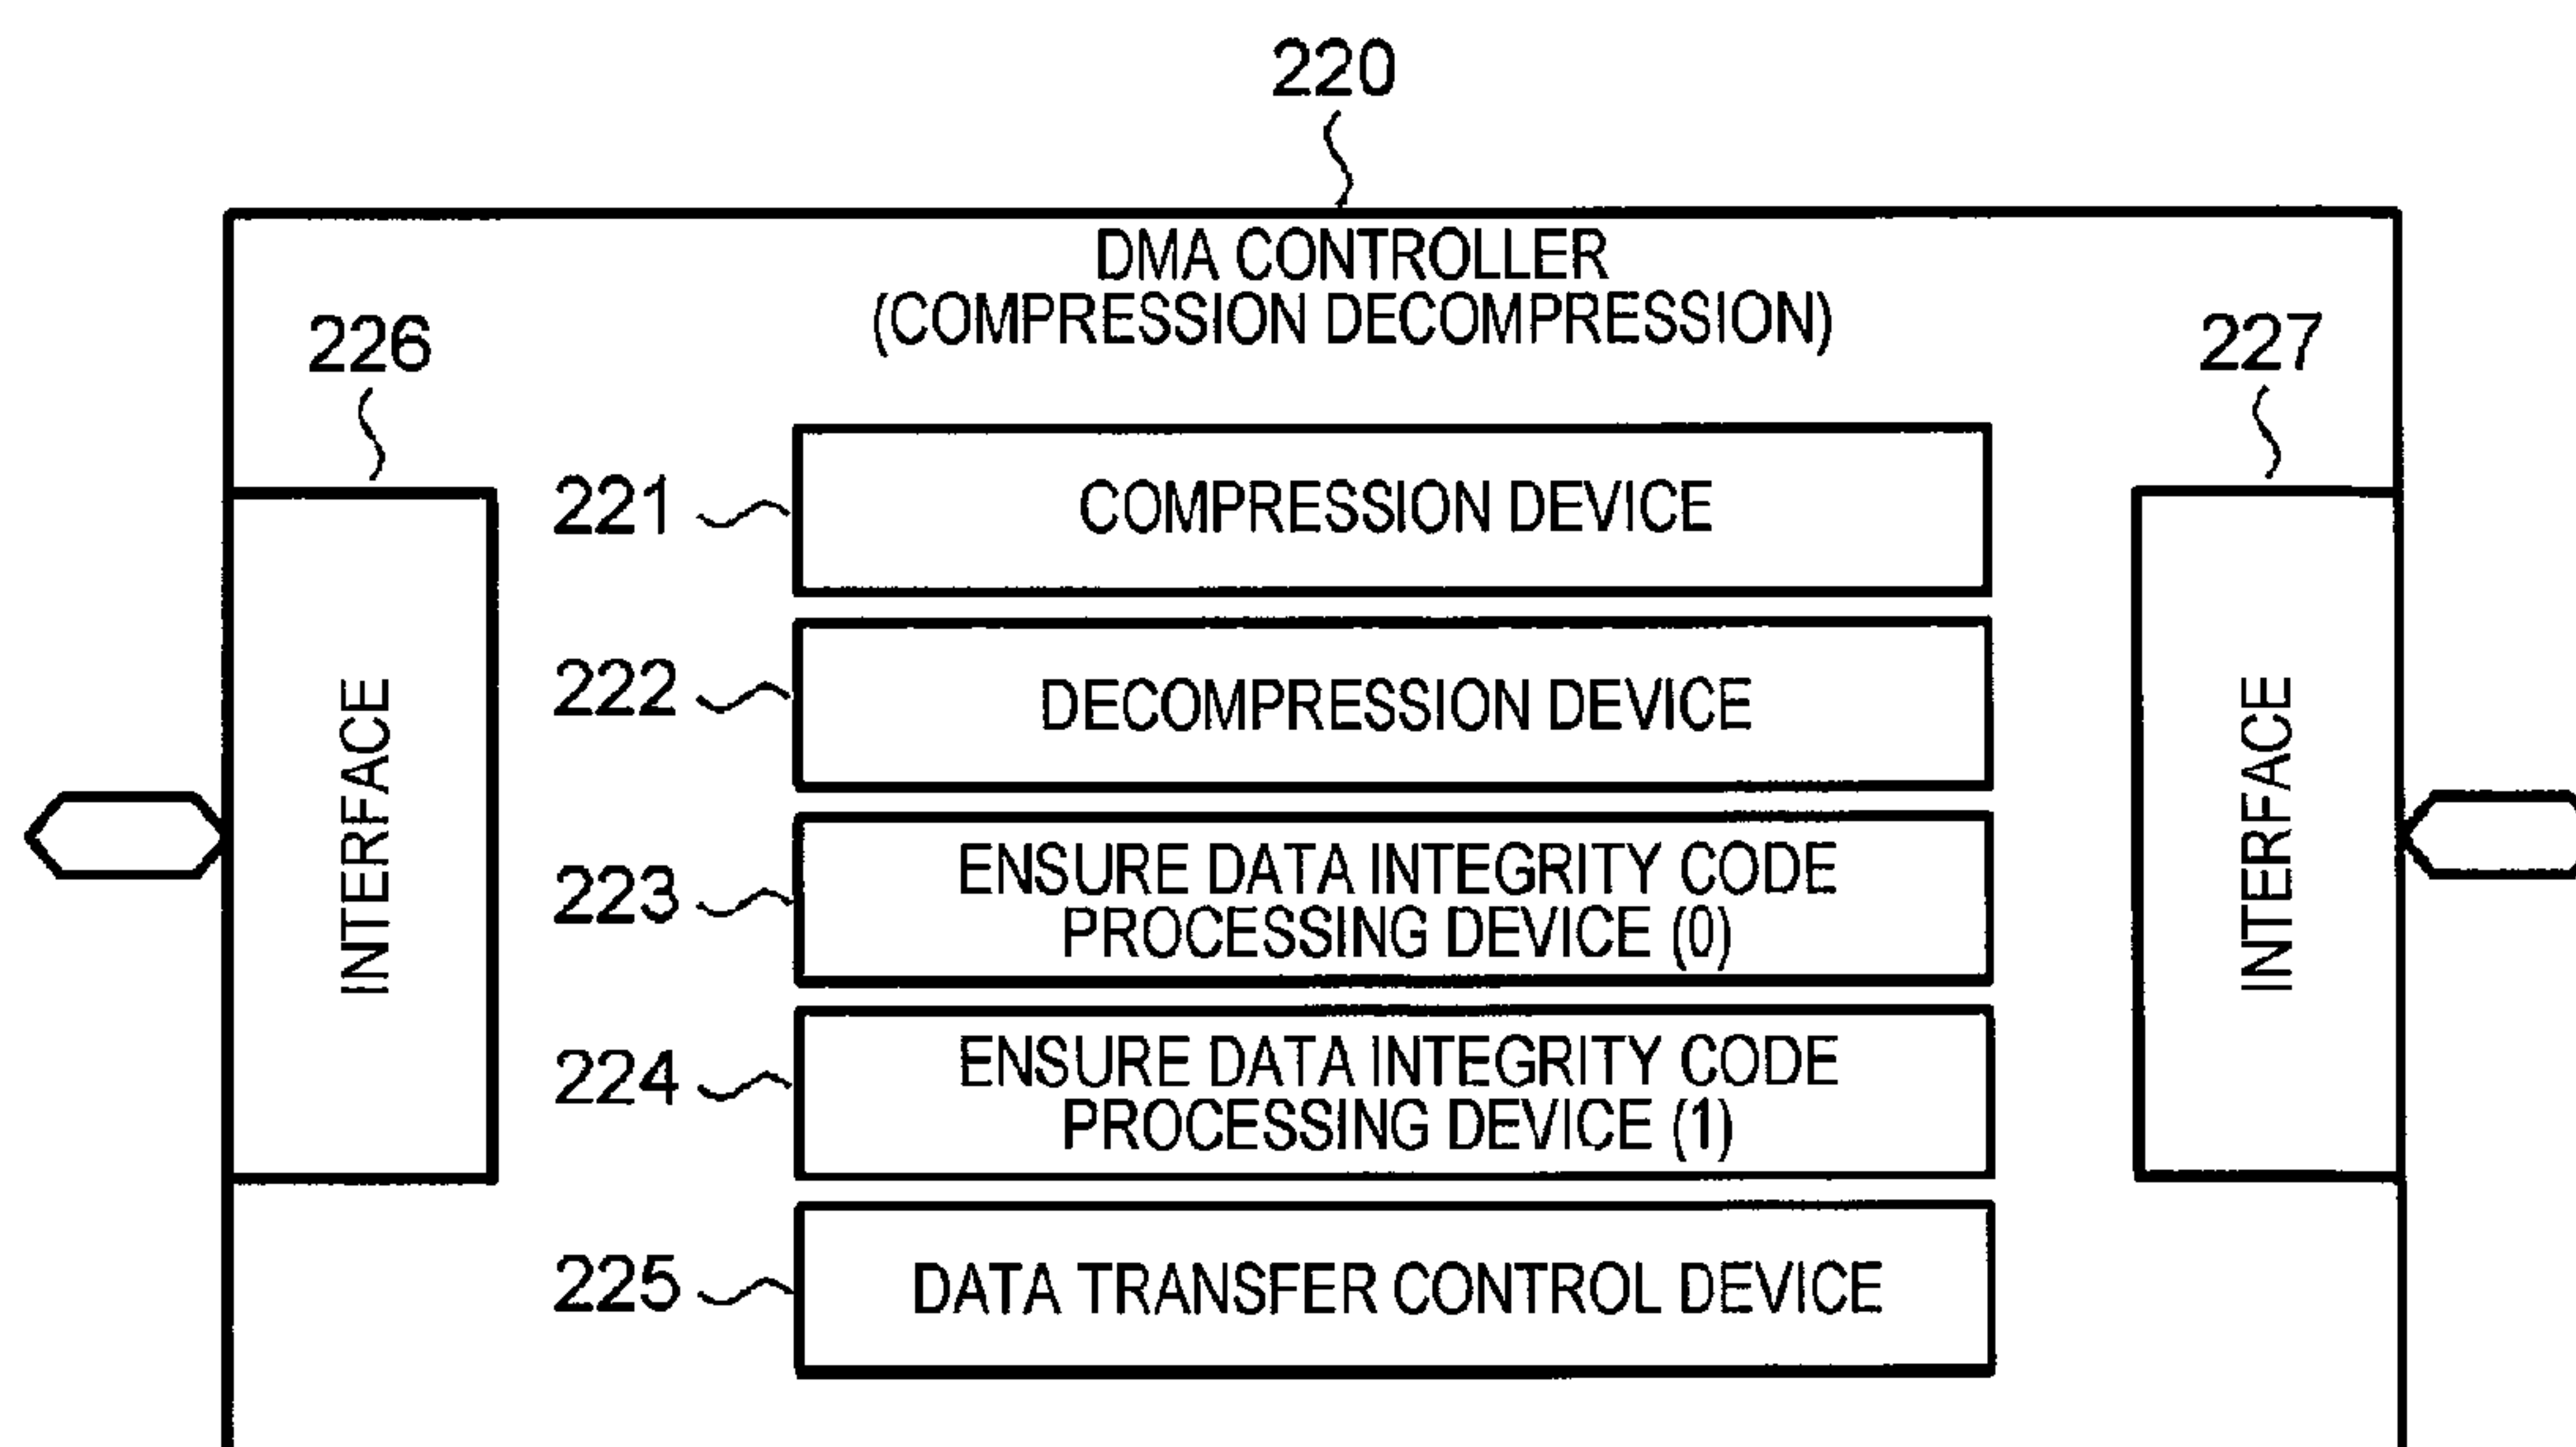 220
DMA CONTROLLER
(COMPRESSION DECOMPRESSION)
226
227
221
COMPRESSION DEVICE
222
DECOMPRESSION DEVICE
INTERFACE
INTERFACE
223
ENSURE DATA INTEGRITY CODE
PROCESSING DEVICE (0)
224
ENSURE DATA INTEGRITY CODE
PROCESSING DEVICE (1)
225
DATA TRANSFER CONTROL DEVICE